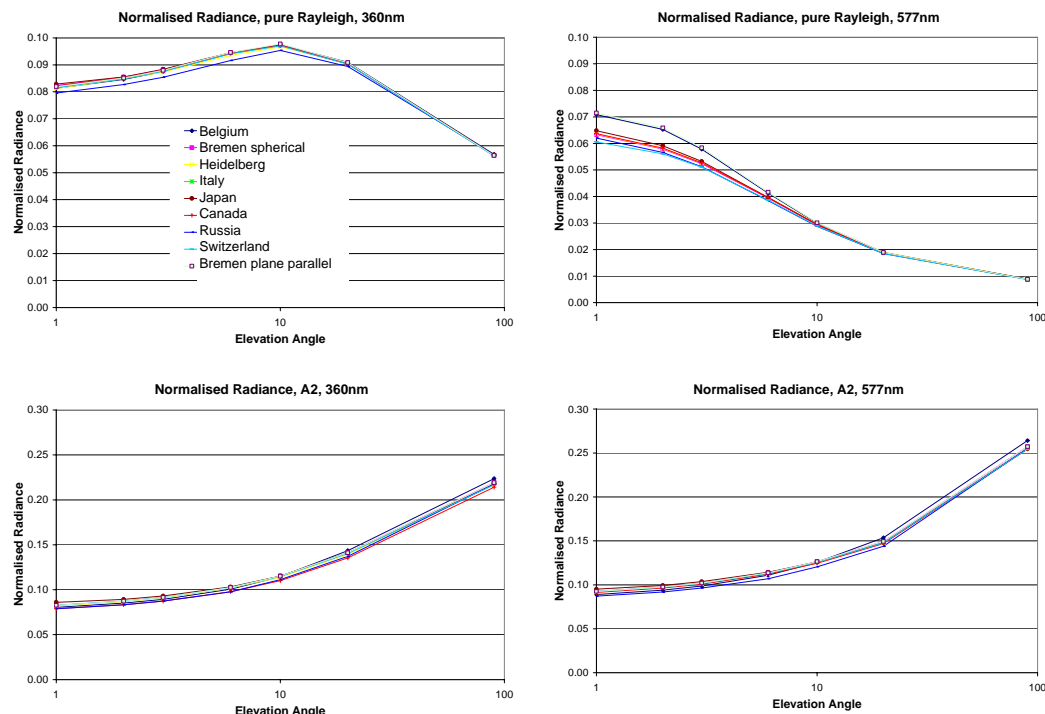 Normalised Radiance, pure Rayleigh, 360nm
0.10
0.09
0.08
0.07
0.06
0.05
0.04
0.03
0.02
0.01
0.00
Normalised Radiance
1
10
100
Elevation Angle
Belgium
Bremen spherical
Heidelberg
Italy
Japan
Canada
Russia
Switzerland
Bremen plane parallel
Normalised Radiance, pure Rayleigh, 577nm
0.10
0.09
0.08
0.07
0.06
0.05
0.04
0.03
0.02
0.01
0.00
Normalised Radiance
1
10
100
Elevation Angle
Normalised Radiance, A2, 360nm
0.30
0.25
0.20
0.15
0.10
0.05
0.00
Normalised Radiance
1
10
100
Elevation Angle
Normalised Radiance, A2, 577nm
0.30
0.25
0.20
0.15
0.10
0.05
0.00
Normalised Radiance
1
10
100
Elevation Angle